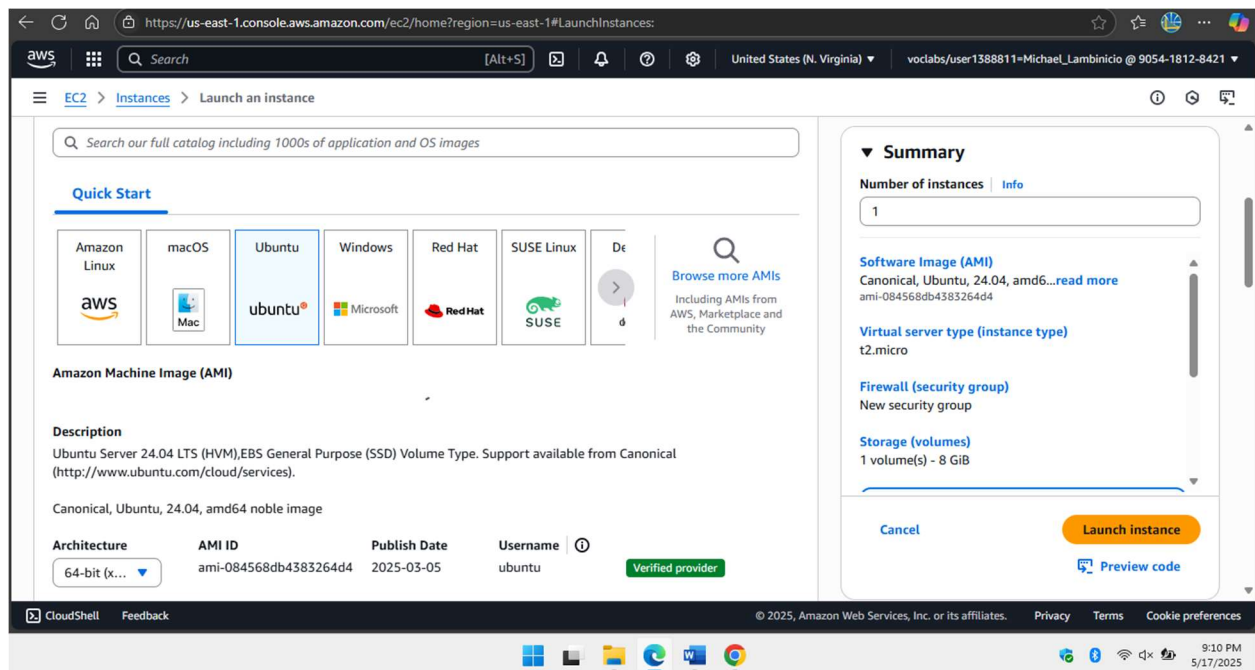 https://us-east-1.console.aws.amazon.com/ec2/home?region=us-east-1#LaunchInstances:
aws
Search
[Alt+S]
United States (N. Virginia) ▼
voclabs/user1388811=Michael_Lambinicio @ 9054-1812-8421 ▼
EC2 > Instances > Launch an instance
Search our full catalog including 1000s of application and OS images
Quick Start
Amazon
Linux
aws
macOS
Mac
Ubuntu
ubuntu®
Windows
Microsoft
Red Hat
Red Hat
SUSE Linux
SUSE
De
d
Browse more AMIs
Including AMIs from
AWS, Marketplace and
the Community
Amazon Machine Image (AMI)
Description
Ubuntu Server 24.04 LTS (HVM),EBS General Purpose (SSD) Volume Type. Support available from Canonical
(http://www.ubuntu.com/cloud/services).
Canonical, Ubuntu, 24.04, amd64 noble image
Architecture
64-bit (x...
AMI ID
ami-084568db4383264d4
Publish Date
2025-03-05
Username
ubuntu
Verified provider
▼ Summary
Number of instances
Info
1
Software Image (AMI)
Canonical, Ubuntu, 24.04, amd6...read more
ami-084568db4383264d4
Virtual server type (instance type)
t2.micro
Firewall (security group)
New security group
Storage (volumes)
1 volume(s) - 8 GiB
Cancel
Launch instance
Preview code
CloudShell
Feedback
© 2025, Amazon Web Services, Inc. or its affiliates.
Privacy
Terms
Cookie preferences
9:10 PM
5/17/2025